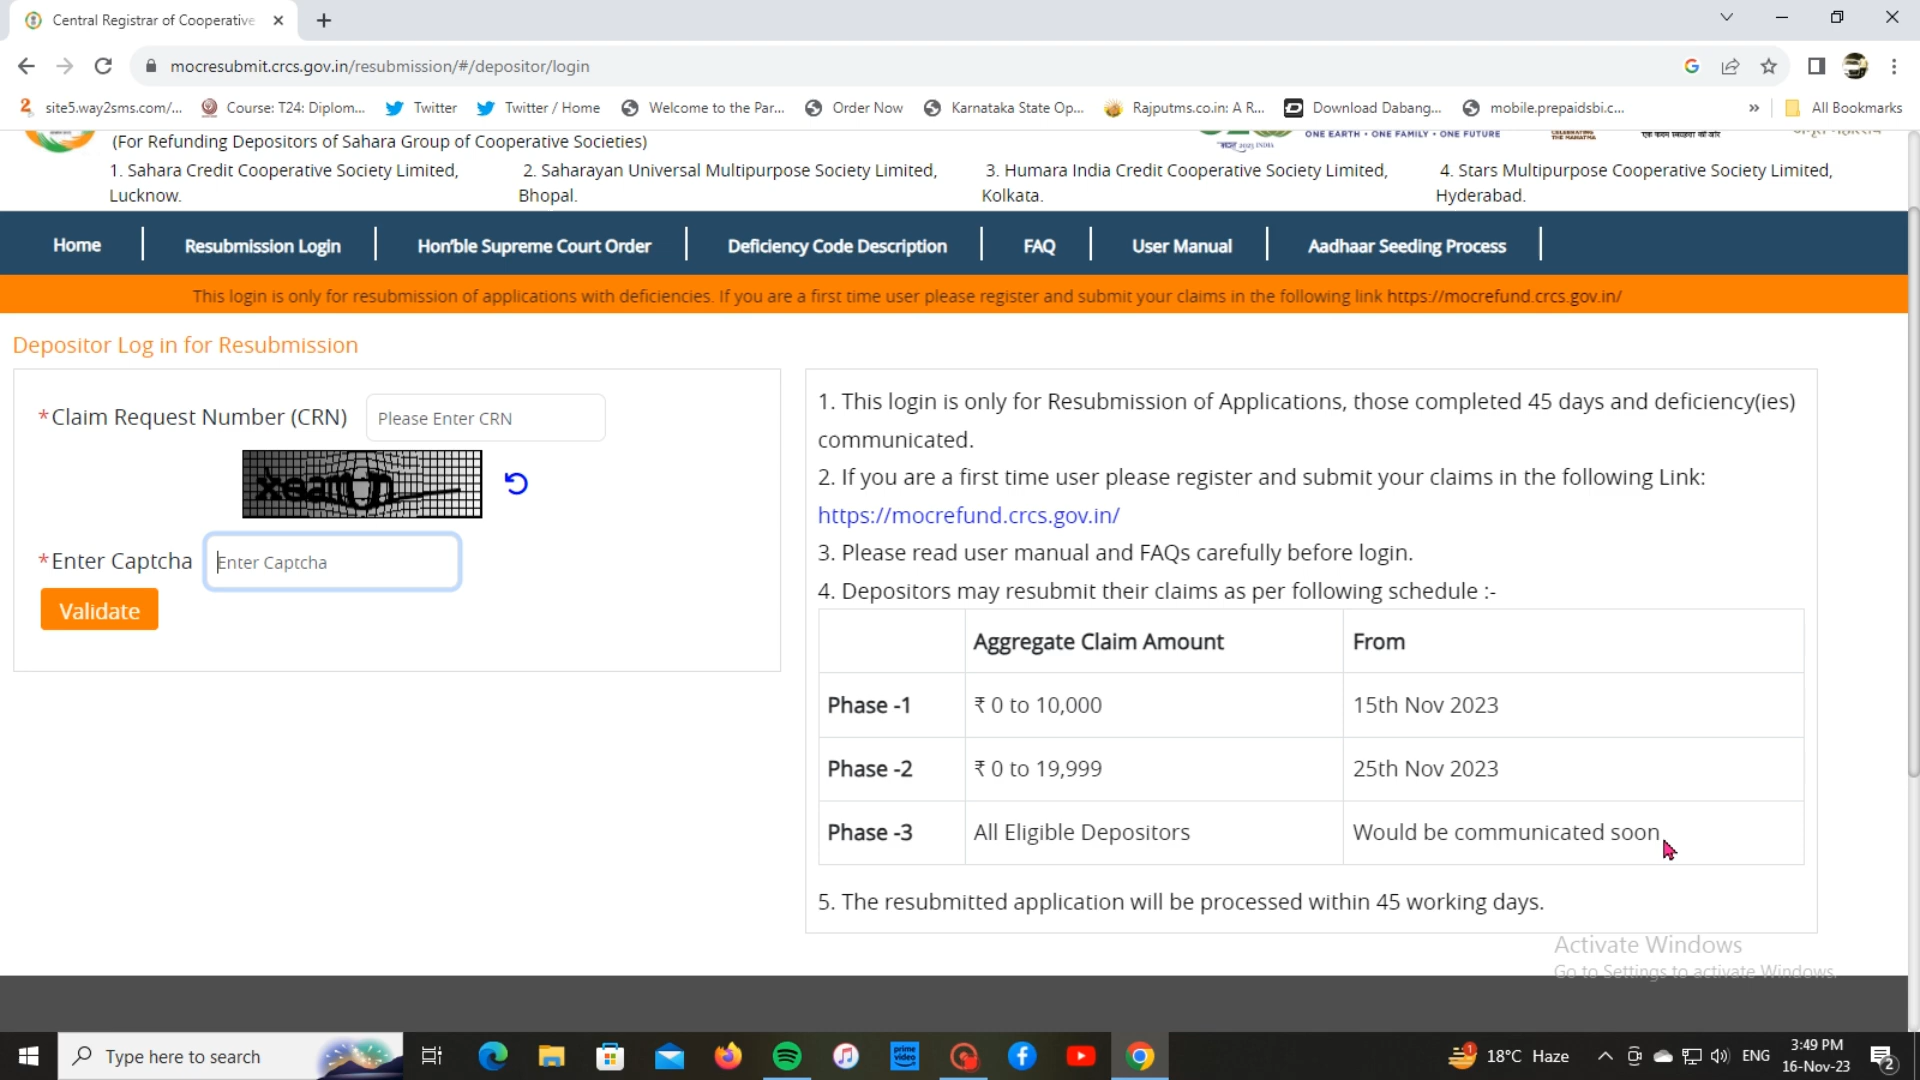 Central Registrar of Cooperative
mocresubmit.crcs.gov.in/resubmission/#/depositor/login
site5.way2sms.com/... Course: T24: Diplom... Twitter Twitter / Home Welcome to the Par... Order Now Karnataka State Op... Rajputms.co.in: A R... Download Dabang... mobile.prepaidsbi.c... » All Bookmarks
(For Refunding Depositors of Sahara Group of Cooperative Societies)
ONE EARTH • ONE FAMILY • ONE FUTURE
1. Sahara Credit Cooperative Society Limited, Lucknow.
2. Saharayan Universal Multipurpose Society Limited, Bhopal.
3. Humara India Credit Cooperative Society Limited, Kolkata.
4. Stars Multipurpose Cooperative Society Limited, Hyderabad.
Home Resubmission Login Hon'ble Supreme Court Order Deficiency Code Description FAQ User Manual Aadhaar Seeding Process
This login is only for resubmission of applications with deficiencies. If you are a first time user please register and submit your claims in the following link https://mocrefund.crcs.gov.in/
Depositor Log in for Resubmission
*Claim Request Number (CRN) Please Enter CRN
*Enter Captcha Enter Captcha
Validate
1. This login is only for Resubmission of Applications, those completed 45 days and deficiency(ies)
communicated.
2. If you are a first time user please register and submit your claims in the following Link:
https://mocrefund.crcs.gov.in/
3. Please read user manual and FAQs carefully before login.
4. Depositors may resubmit their claims as per following schedule :-
Aggregate Claim Amount From
Phase -1 ₹ 0 to 10,000 15th Nov 2023
Phase -2 ₹ 0 to 19,999 25th Nov 2023
Phase -3 All Eligible Depositors Would be communicated soon
5. The resubmitted application will be processed within 45 working days.
Activate Windows
Go to Settings to activate Windows.
Type here to search
prime video
1
18°C Haze
ENG
3:49 PM
16-Nov-23
2